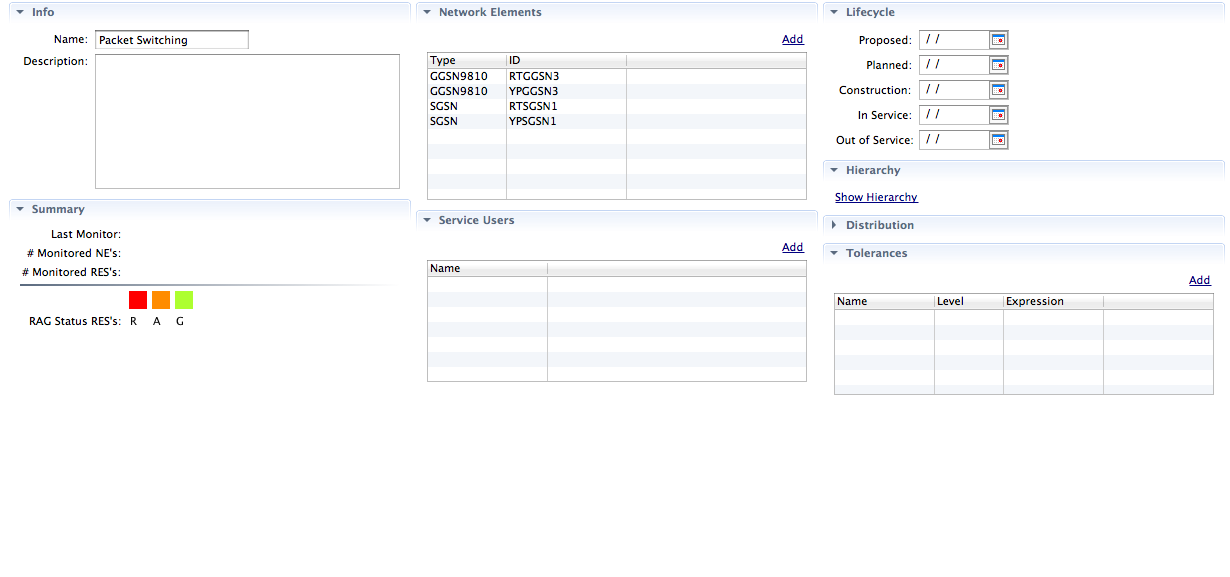 Info
Name: Packet Switching
Description:
Summary
Last Monitor:
# Monitored NE's:
# Monitored RES's:
RAG Status RES's: R A G
Network Elements
Add
Type ID
GGSN9810 RTGGSN3
GGSN9810 YPGGSN3
SGSN RTSGSN1
SGSN YPSGSN1
Service Users
Add
Name
Lifecycle
Proposed: / /
Planned: / /
Construction: / /
In Service: / /
Out of Service: / /
Hierarchy
Show Hierarchy
Distribution
Tolerances
Add
Name Level Expression